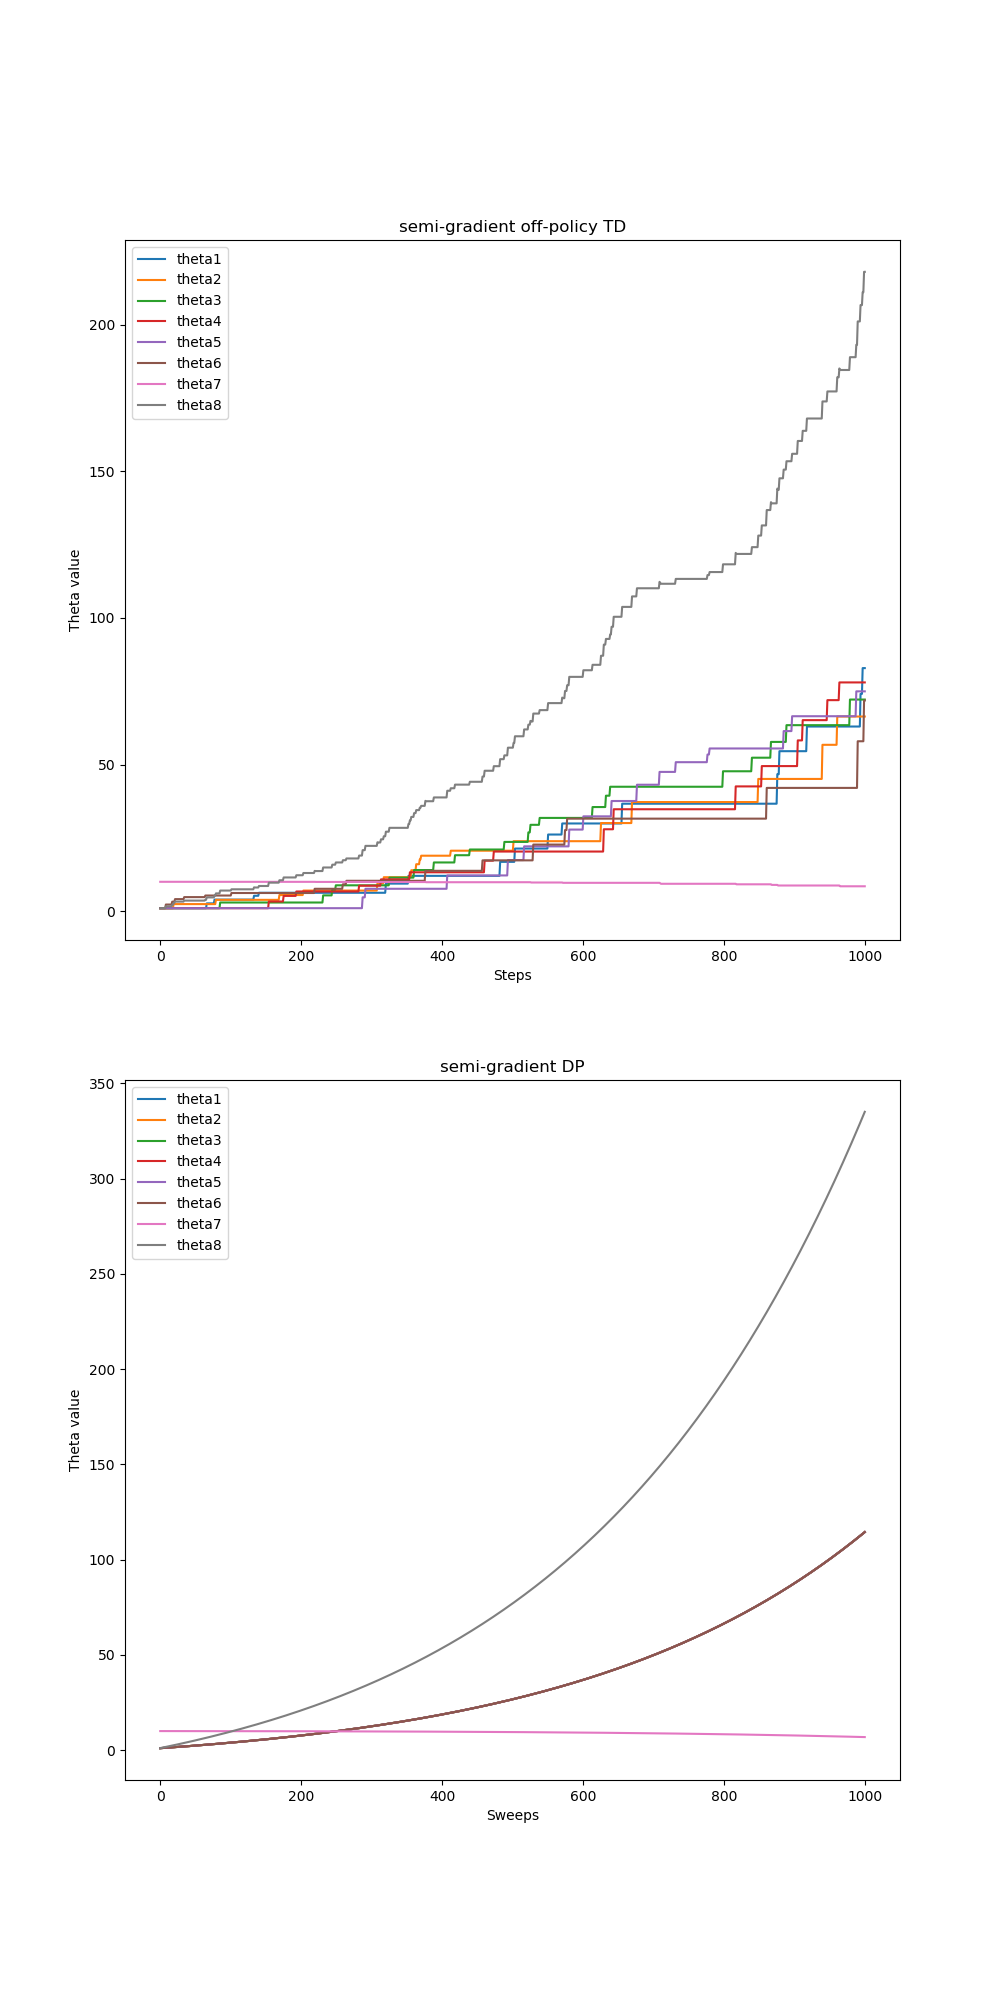 semi-gradient off-policy TD
theta1
theta2
theta3
theta4
theta5
theta6
theta7
theta8
200
150
100
50
0
Theta value
0 200 400 600 800 1000
Steps
semi-gradient DP
theta1
theta2
theta3
theta4
theta5
theta6
theta7
theta8
350
300
250
200
150
100
50
0
Theta value
0 200 400 600 800 1000
Sweeps